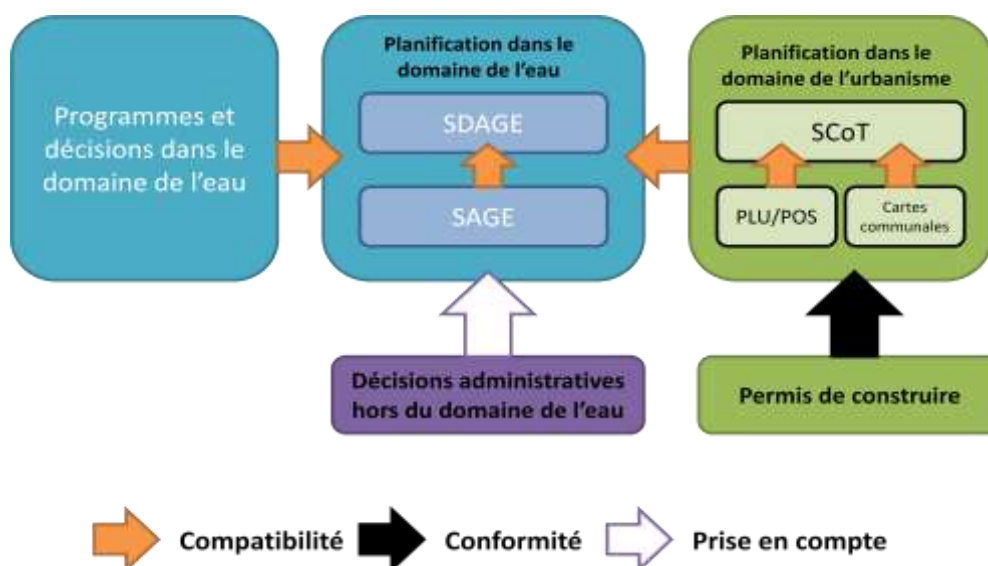 Programmes et
décisions dans le
domaine de l’eau
Planification dans le
domaine de l’eau
SDAGE
SAGE
Planification dans le
domaine de l’urbanisme
SCoT
PLU/POS
Cartes
communales
Décisions administratives
hors du domaine de l’eau
Permis de construire
Compatibilité
Conformité
Prise en compte